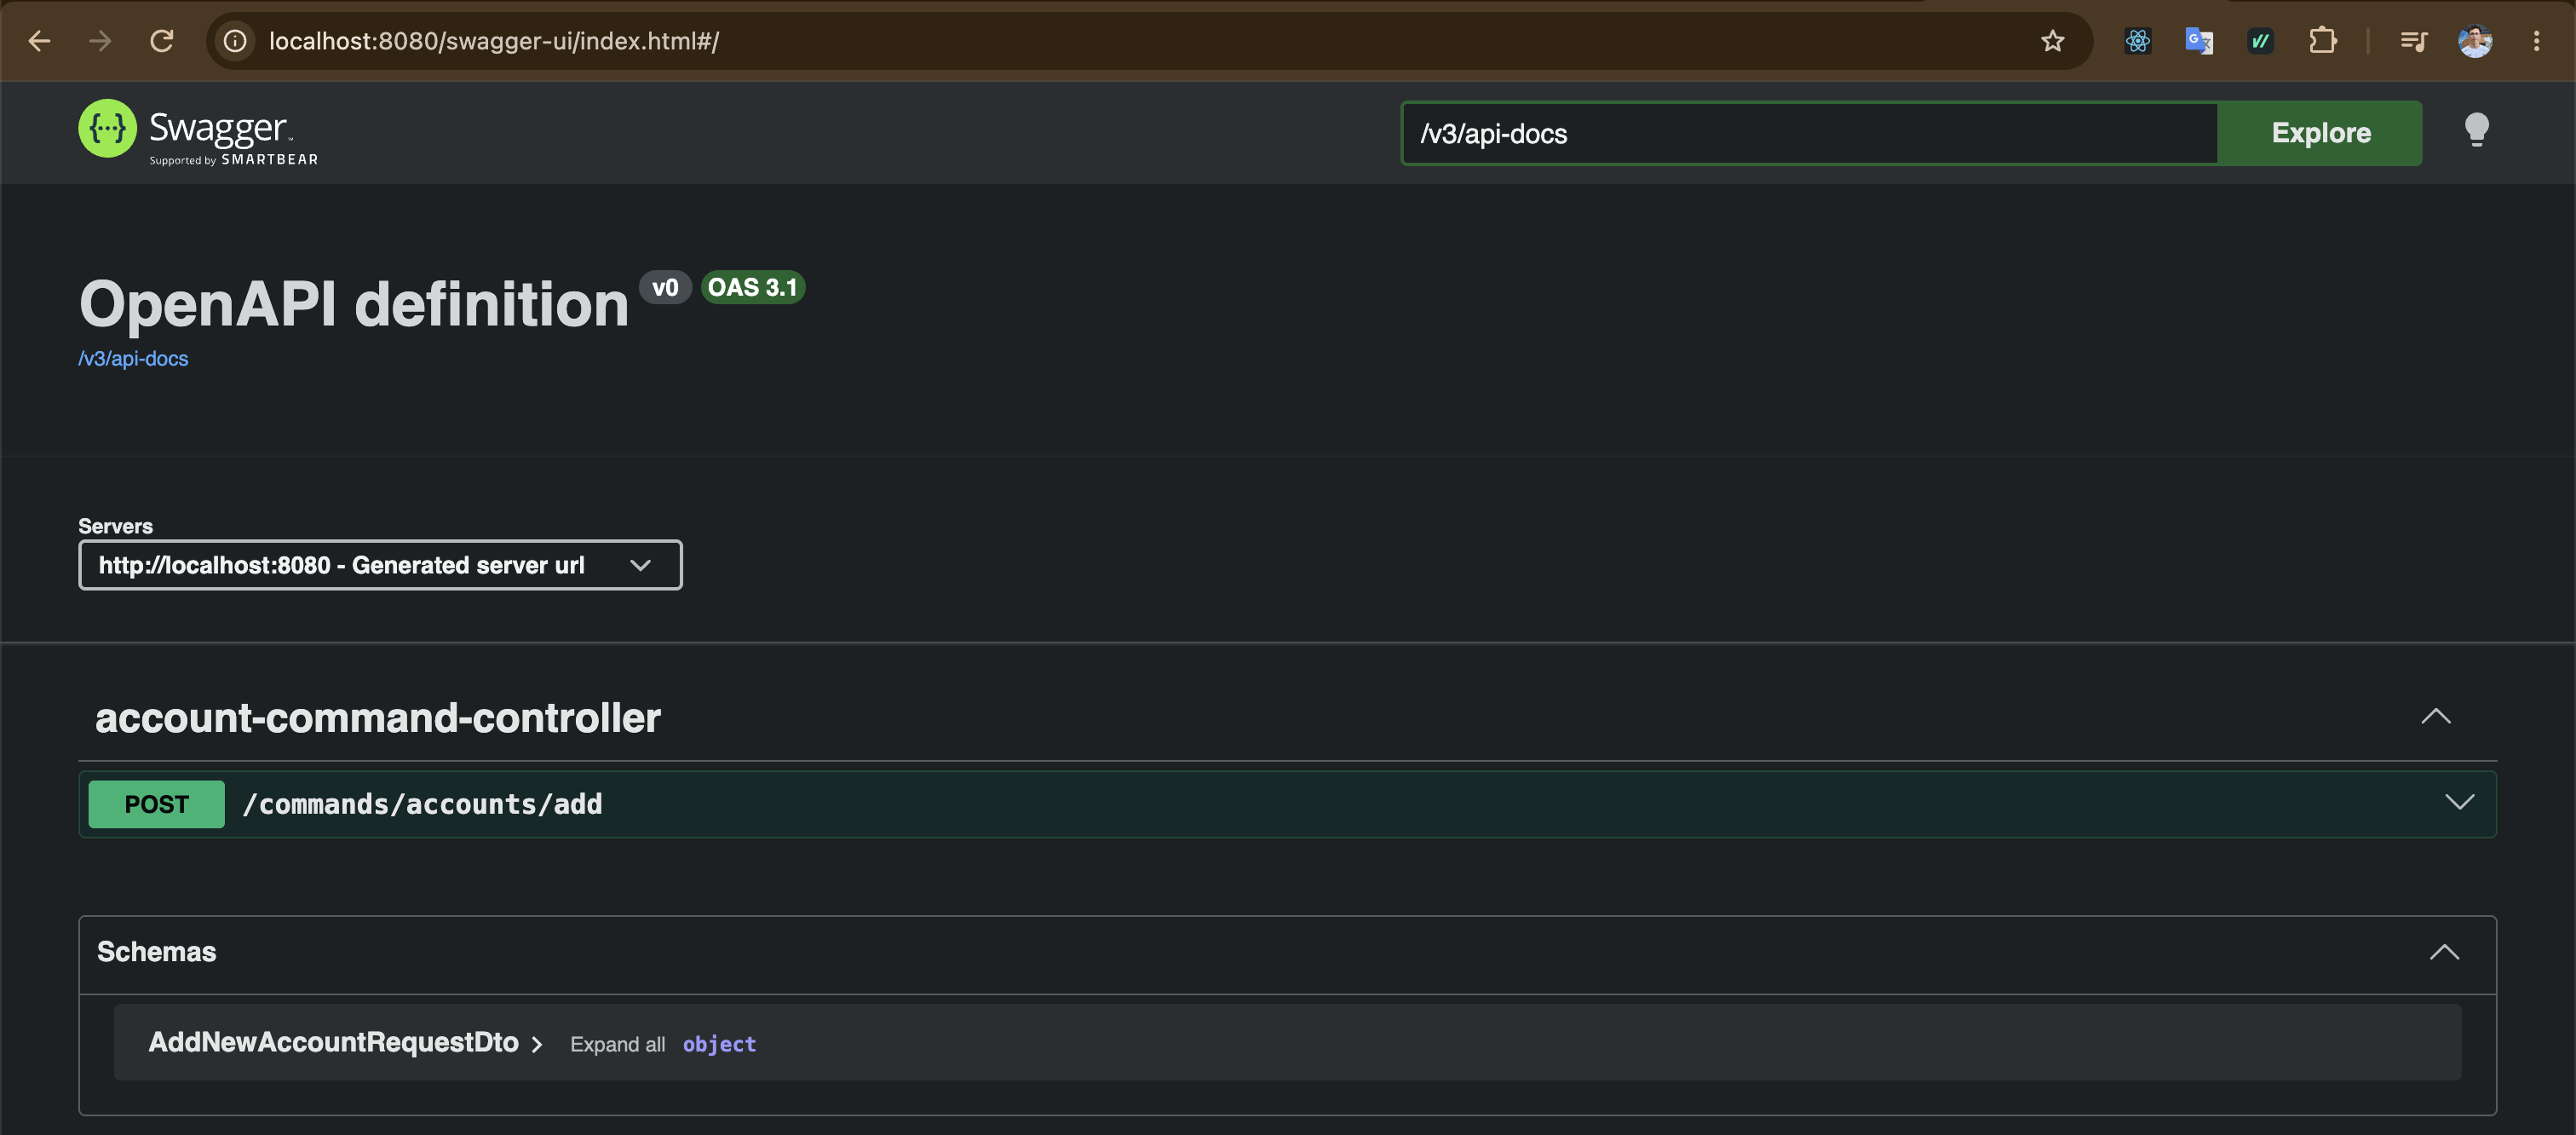 localhost:8080/swagger-ui/index.html#/
Swagger
Supported by SMARTBEAR
/v3/api-docs
Explore
OpenAPI definition v0 OAS 3.1
/v3/api-docs
Servers
http://localhost:8080 - Generated server url
account-command-controller
POST /commands/accounts/add
Schemas
AddNewAccountRequestDto Expand all object